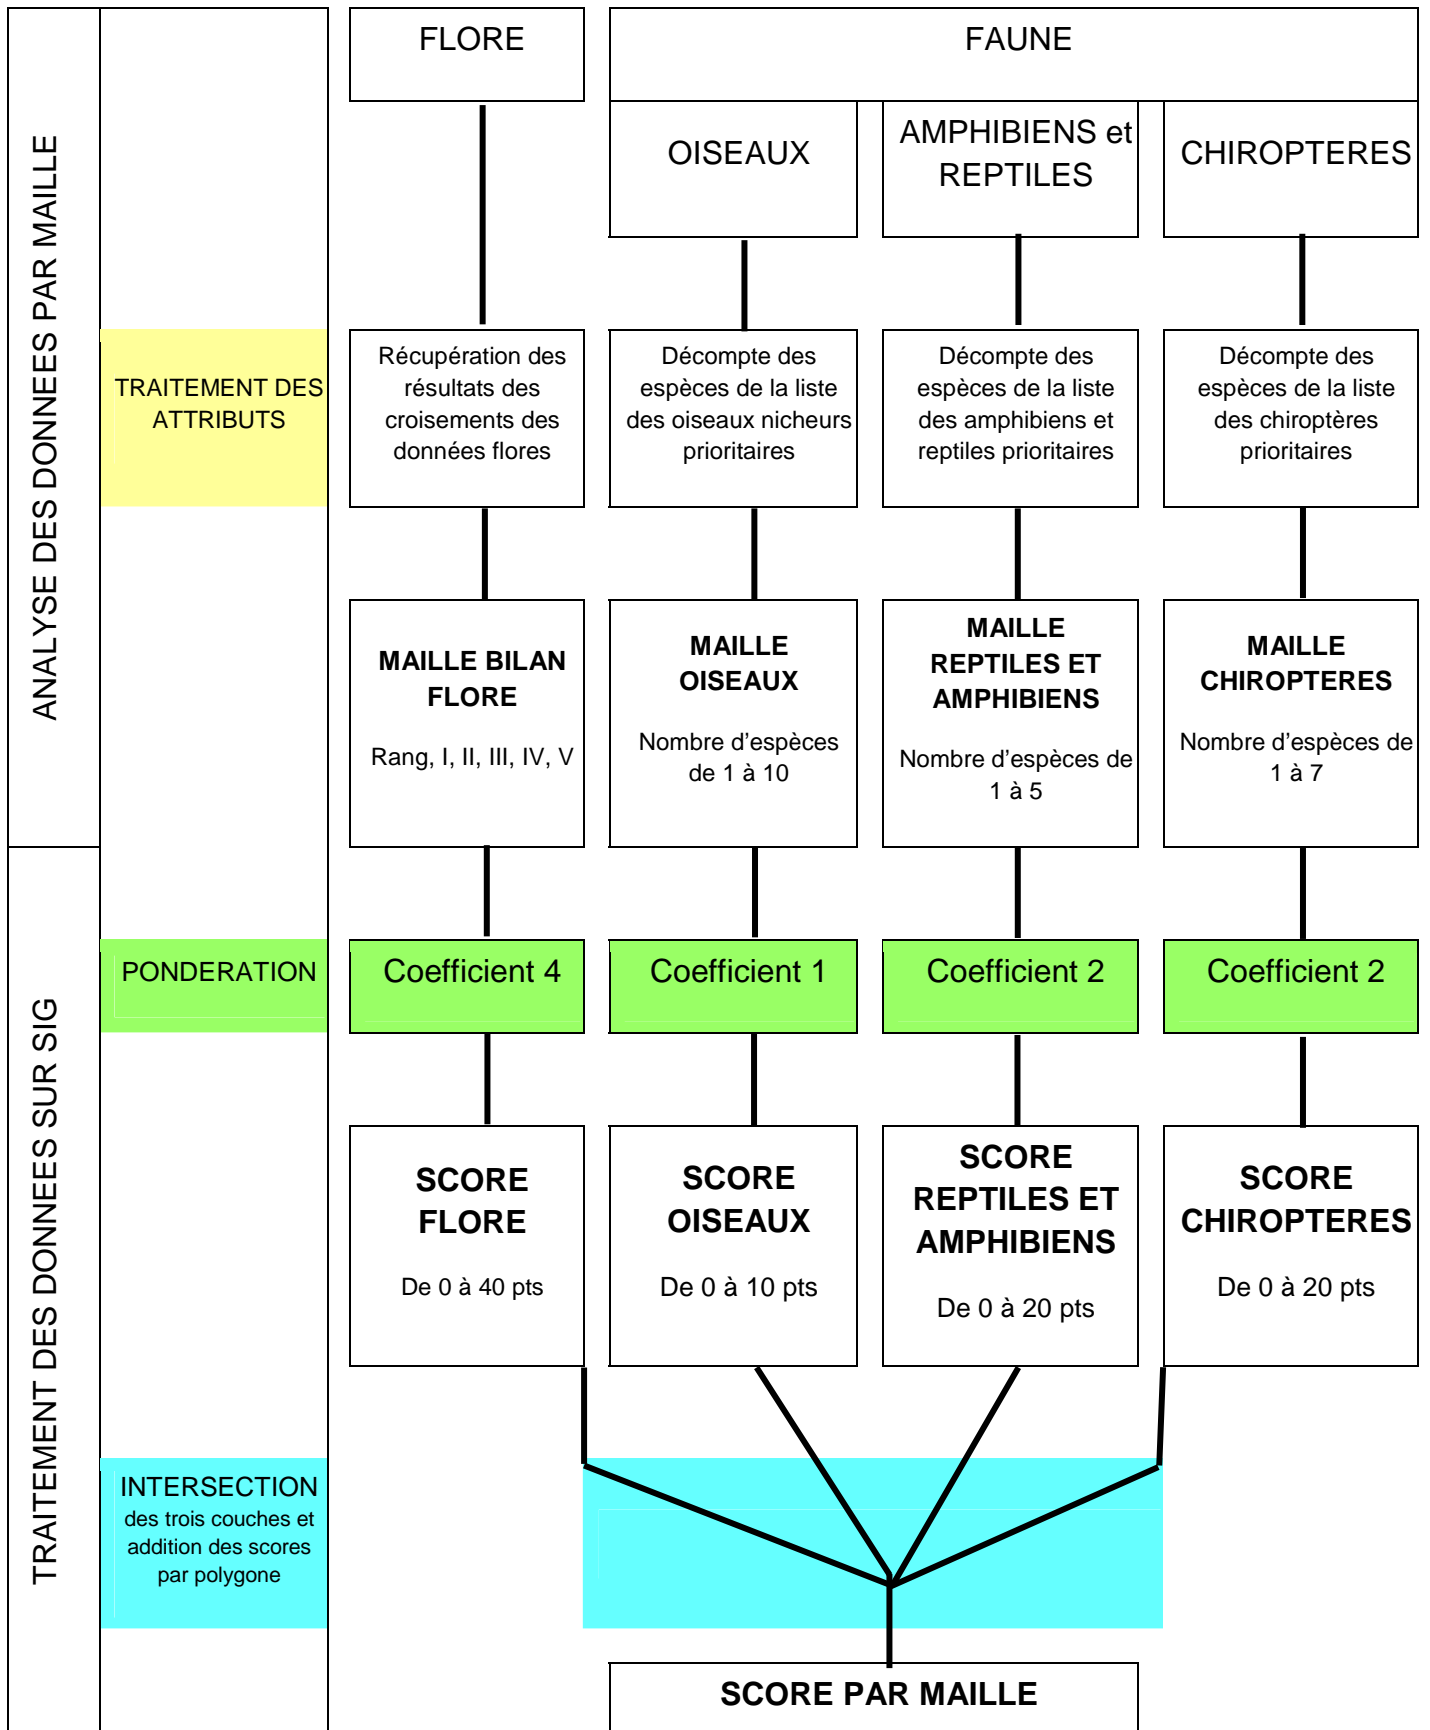 FLORE
FAUNE
OISEAUX
AMPHIBIENS et
REPTILES
CHIROPTERES
ANALYSE DES DONNEES PAR MAILLE
TRAITEMENT DES
ATTRIBUTS
Récupération des
résultats des
croisements des
données flores
Décompte des
espèces de la liste
des oiseaux nicheurs
prioritaires
Décompte des
espèces de la liste
des amphibiens et
reptiles prioritaires
Décompte des
espèces de la liste
des chiroptères
prioritaires
MAILLE BILAN
FLORE
Rang, I, II, III, IV, V
MAILLE
OISEAUX
Nombre d’espèces
de 1 à 10
MAILLE
REPTILES ET
AMPHIBIENS
Nombre d’espèces de
1 à 5
MAILLE
CHIROPTERES
Nombre d’espèces de
1 à 7
TRAITEMENT DES DONNEES SUR SIG
PONDERATION
Coefficient 4
Coefficient 1
Coefficient 2
Coefficient 2
SCORE
FLORE
De 0 à 40 pts
SCORE
OISEAUX
De 0 à 10 pts
SCORE
REPTILES ET
AMPHIBIENS
De 0 à 20 pts
SCORE
CHIROPTERES
De 0 à 20 pts
INTERSECTION
des trois couches et
addition des scores
par polygone
SCORE PAR MAILLE